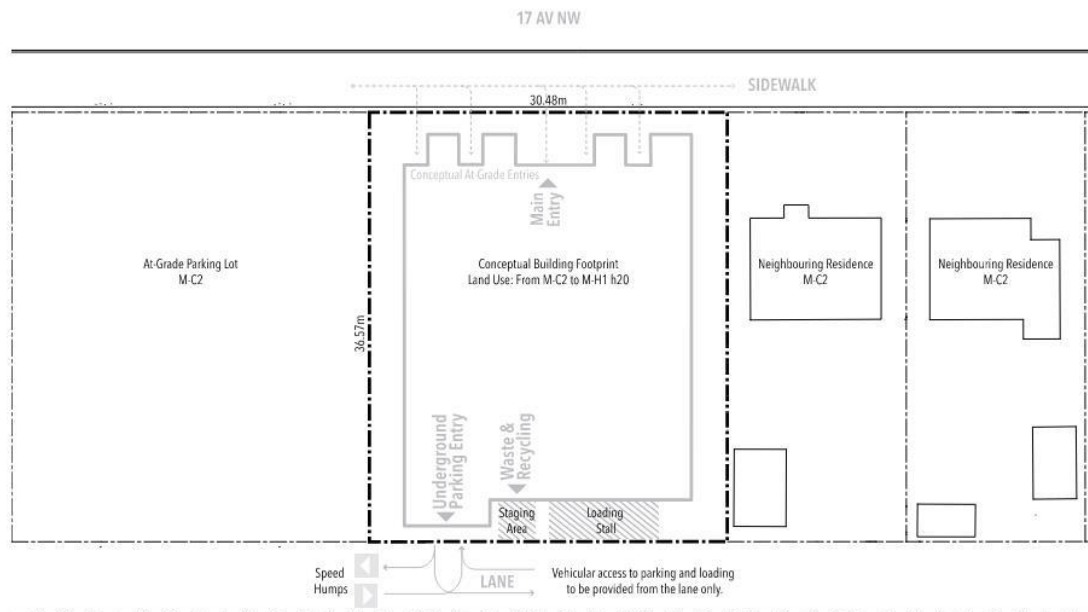 17 AV NW
SIDEWALK
30.48m
Conceptual At-Grade Entries
Main
Entry
At-Grade Parking Lot
M-C2
Conceptual Building Footprint
Land Use: From M-C2 to M-H1 h20
Neighbouring Residence
M-C2
Neighbouring Residence
M-C2
36.57m
Underground
Parking Entry
Waste &
Recycling
Staging
Area
Loading
Stall
Speed
Humps
LANE
Vehicular access to parking and loading
to be provided from the lane only.